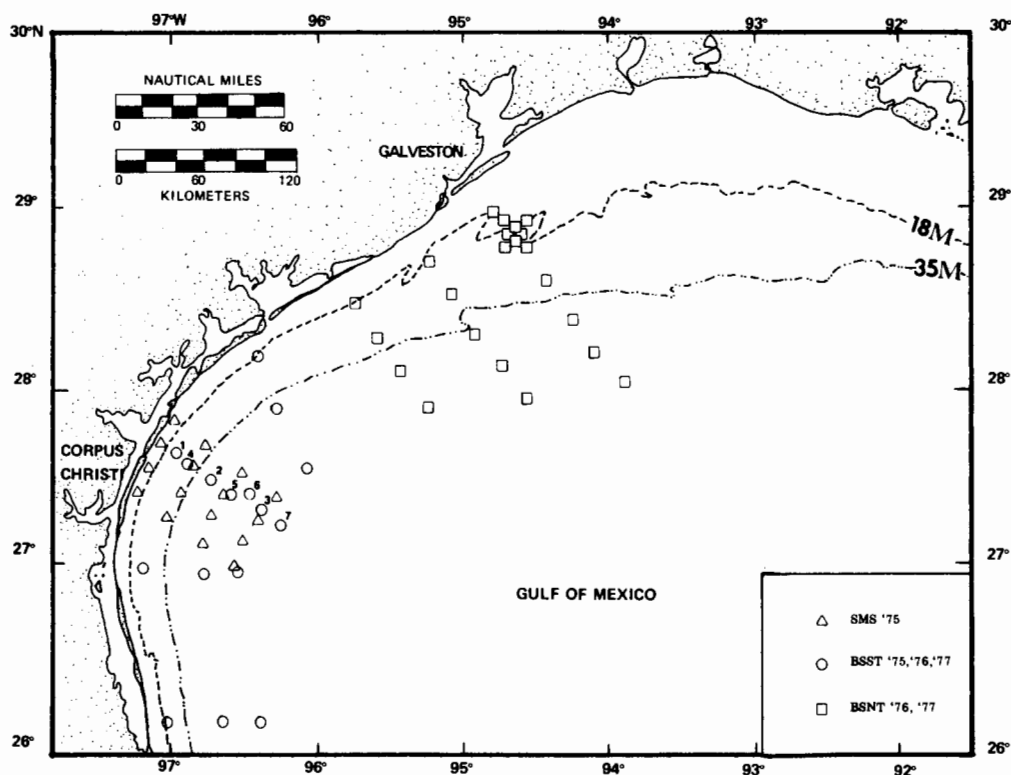 97°W 96° 95° 94° 93° 92°
30°N 30°
NAUTICAL MILES
0 30 60
0 60 120
KILOMETERS
GALVESTON
29° 29°
18M
35M
28° 28°
CORPUS
CHRISTI
1
4
2
5 6
3
7
27° 27°
GULF OF MEXICO
SMS '75
BSST '75,'76,'77
BSNT '76, '77
26° 26°
97° 96° 95° 94° 93° 92°